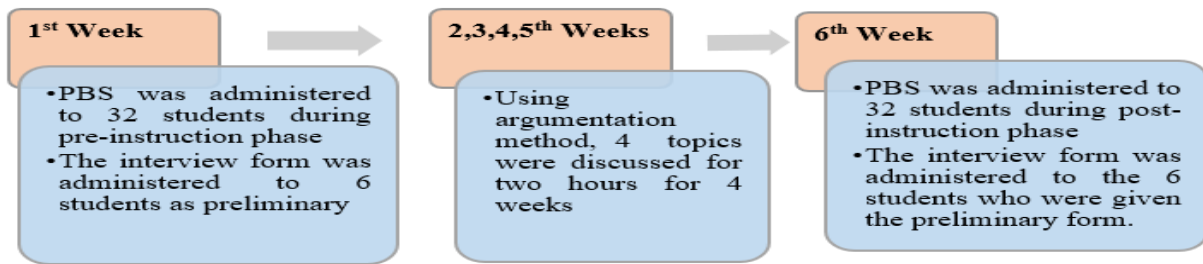 1st Week
•PBS was administered
to 32 students during
pre-instruction phase
•The interview form was
administered to 6
students as preliminary
2,3,4,5th Weeks
•Using
argumentation
method, 4 topics
were discussed for
two hours for 4
weeks
6th Week
•PBS was administered to
32 students during post-
instruction phase
•The interview form was
administered to the 6
students who were given
the preliminary form.